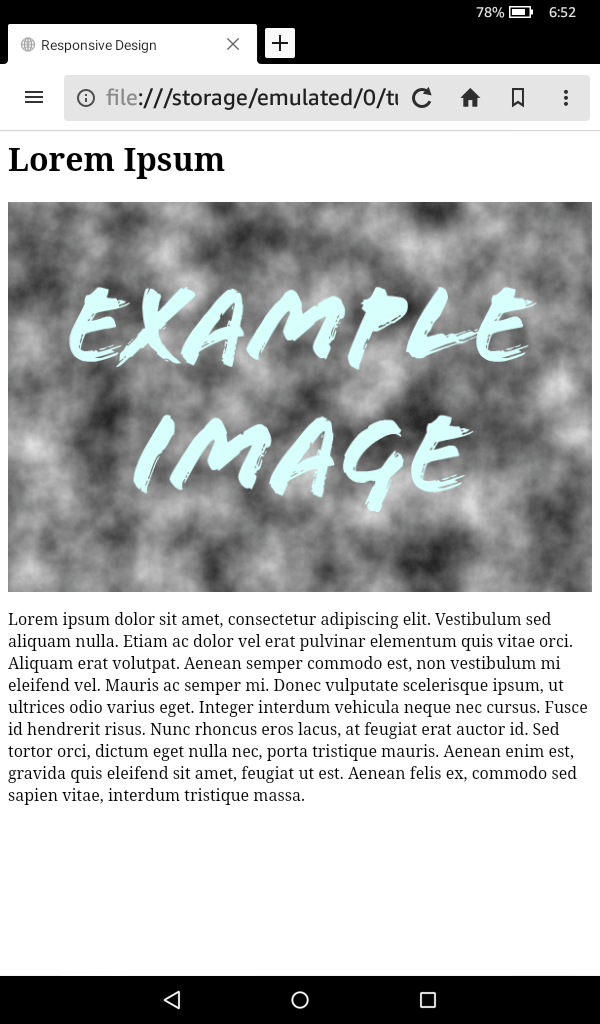 78% 6:52
Responsive Design
file:///storage/emulated/0/tu
Lorem Ipsum
EXAMPLE
IMAGE
Lorem ipsum dolor sit amet, consectetur adipiscing elit. Vestibulum sed
aliquam nulla. Etiam ac dolor vel erat pulvinar elementum quis vitae orci.
Aliquam erat volutpat. Aenean semper commodo est, non vestibulum mi
eleifend vel. Mauris ac semper mi. Donec vulputate scelerisque ipsum, ut
ultrices odio varius eget. Integer interdum vehicula neque nec cursus. Fusce
id hendrerit risus. Nunc rhoncus eros lacus, at feugiat erat auctor id. Sed
tortor orci, dictum eget nulla nec, porta tristique mauris. Aenean enim est,
gravida quis eleifend sit amet, feugiat ut est. Aenean felis ex, commodo sed
sapien vitae, interdum tristique massa.